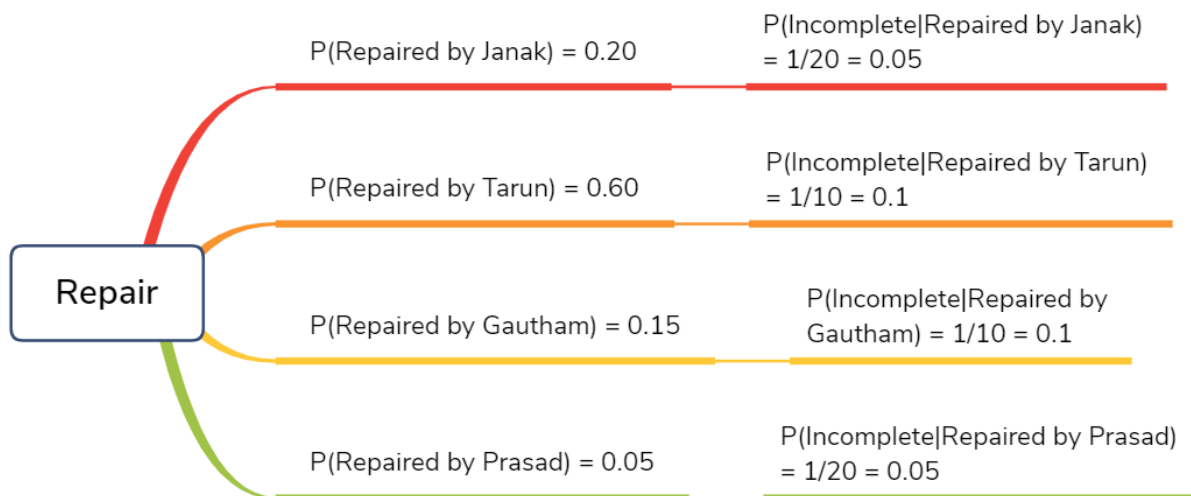 P(Repaired by Janak) = 0.20
P(Incomplete|Repaired by Janak)
= 1/20 = 0.05
P(Repaired by Tarun) = 0.60
P(Incomplete|Repaired by Tarun)
= 1/10 = 0.1
Repair
P(Repaired by Gautham) = 0.15
P(Incomplete|Repaired by
Gautham) = 1/10 = 0.1
P(Repaired by Prasad) = 0.05
P(Incomplete|Repaired by Prasad)
= 1/20 = 0.05